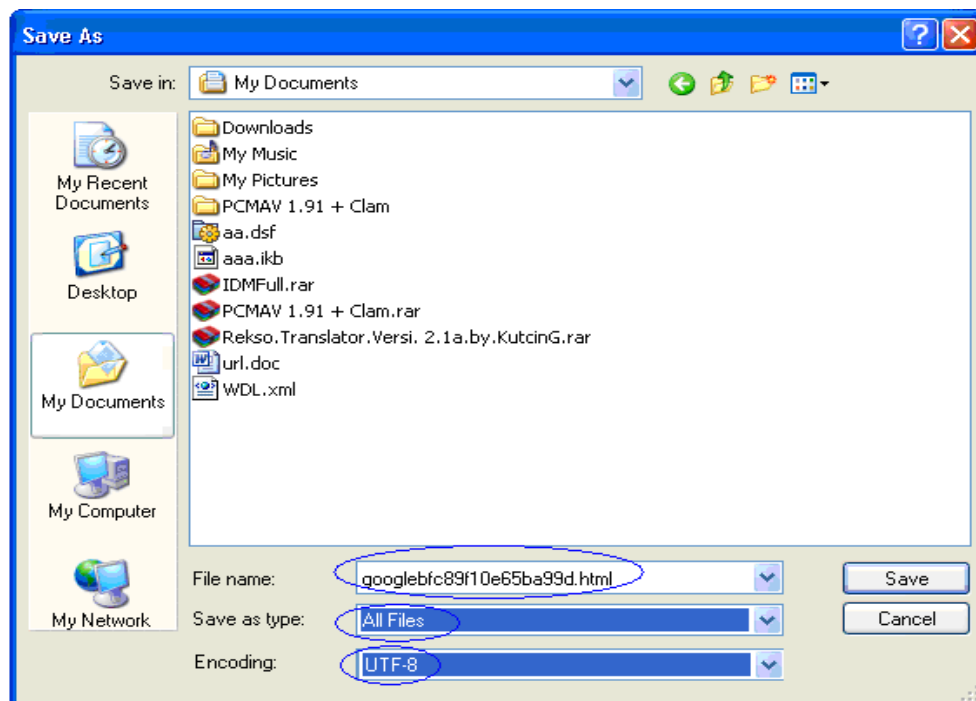 Save As
Save in:
My Documents
My Recent
Documents
Desktop
My Documents
My Computer
My Network
Downloads
My Music
My Pictures
PCMAV 1.91 + Clam
aa.dsf
aaa.ikb
IDMFull.rar
PCMAV 1.91 + Clam.rar
Rekso.Translator.Versi. 2.1a.by.KutcinG.rar
url.doc
WDL.xml
File name:
googlebfc89f10e65ba99d.html
Save
Save as type:
All Files
Cancel
Encoding:
UTF-8